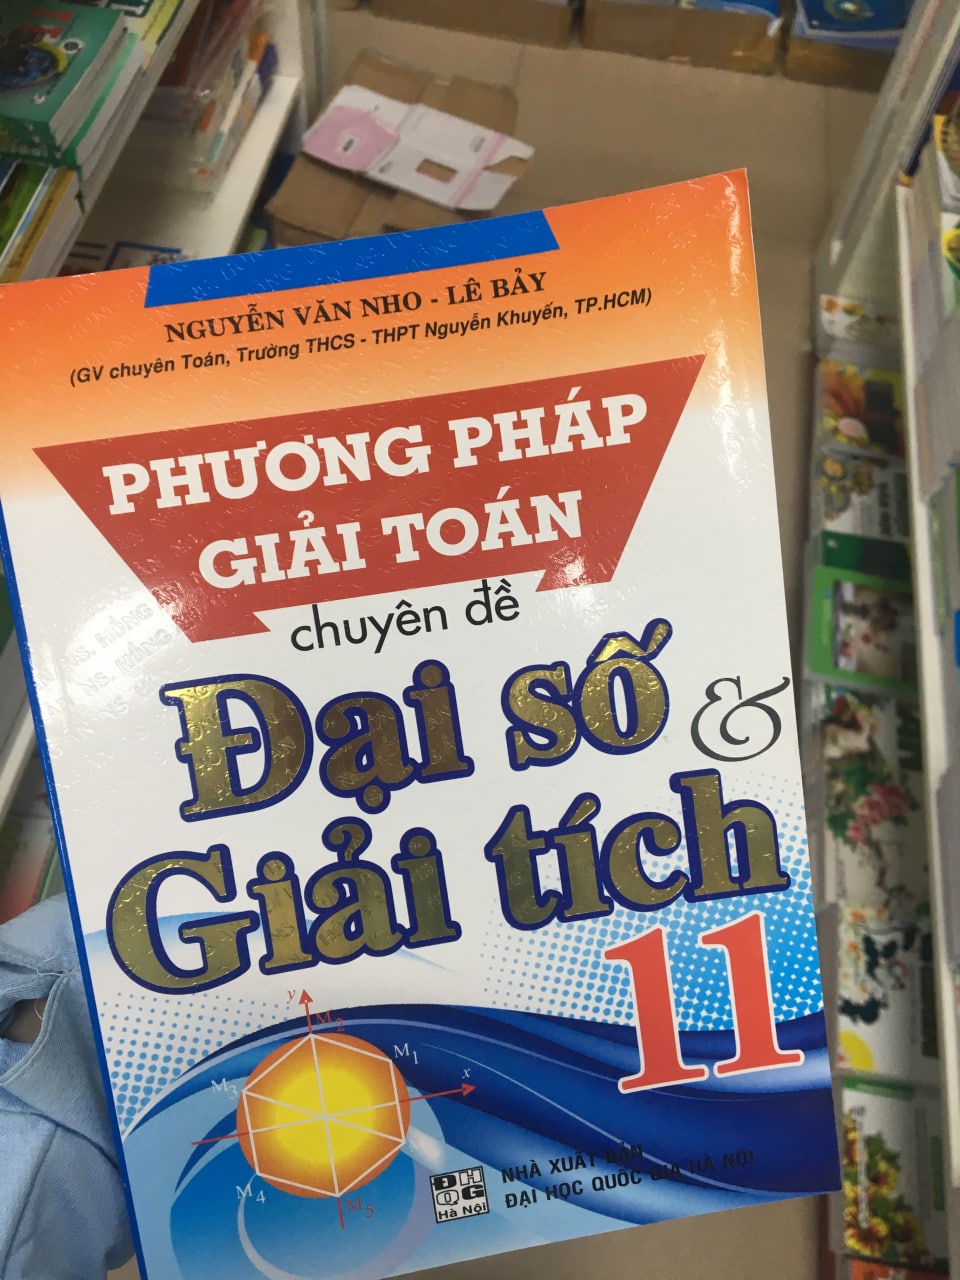 NGUYỄN VĂN NHO - LÊ BẢY
(GV chuyên Toán, Trường THCS - THPT Nguyễn Khuyến, TP.HCM)
PHƯƠNG PHÁP
GIẢI TOÁN
chuyên đề
Đại số &
Giải tích
11
y
M2
M1
x
M3
M4
M5
ĐH
QG
Hà Nội
NHÀ XUẤT BẢN
ĐẠI HỌC QUỐC GIA HÀ NỘI